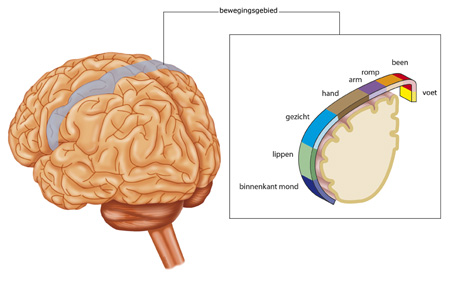 bewegingsgebied
been
romp
arm
voet
hand
gezicht
lippen
binnenkant mond